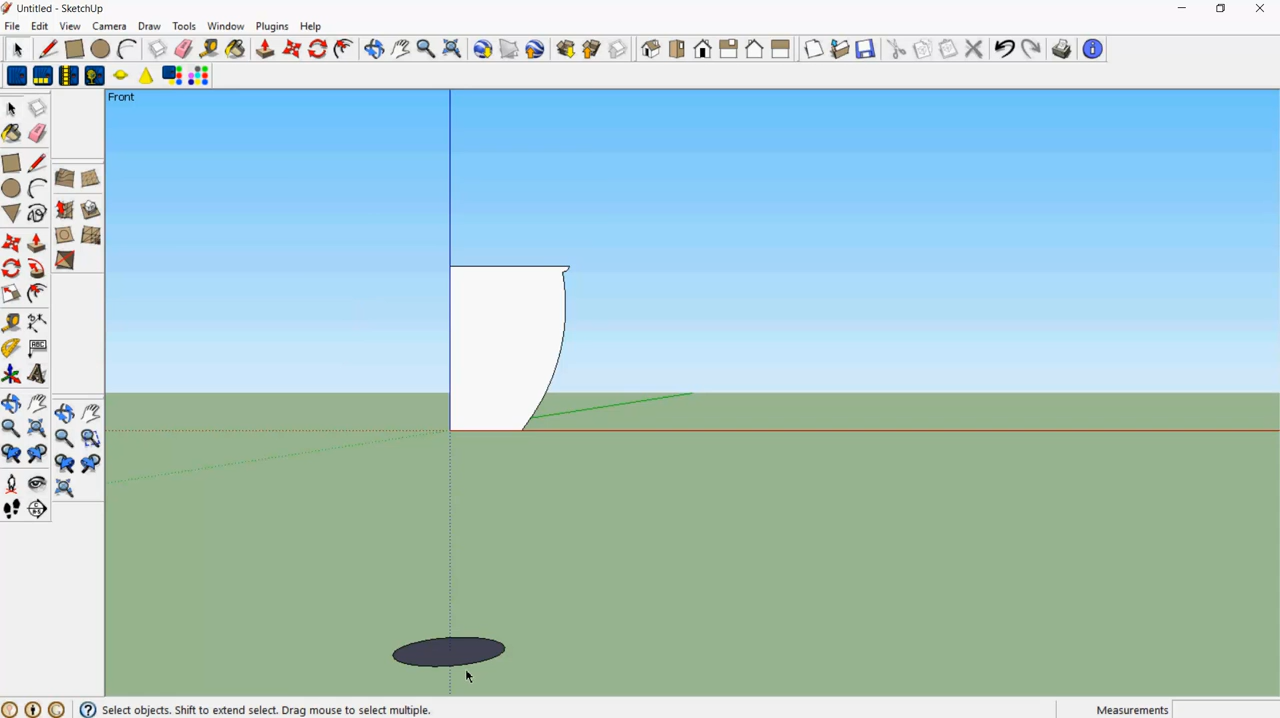 Untitled - SketchUp
File Edit View Camera Draw Tools Window Plugins Help
Front
ABC
Select objects. Shift to extend select. Drag mouse to select multiple.
Measurements